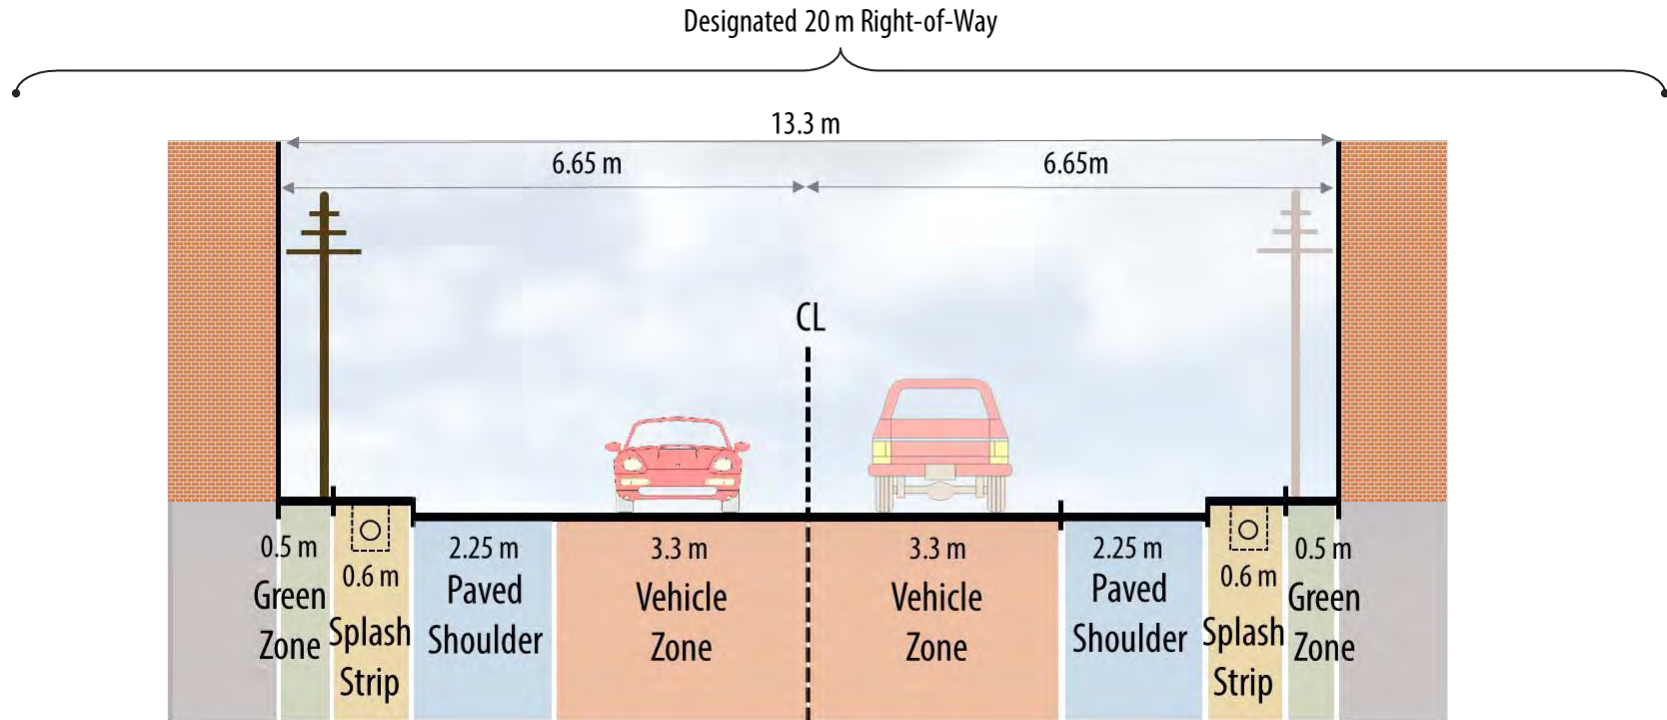 Designated 20 m Right-of-Way
13.3 m
6.65 m
6.65m
CL
0.5 m
Green
Zone
0.6 m
Splash
Strip
2.25 m
Paved
Shoulder
3.3 m
Vehicle
Zone
3.3 m
Vehicle
Zone
2.25 m
Paved
Shoulder
0.6 m
Splash
Strip
0.5 m
Green
Zone